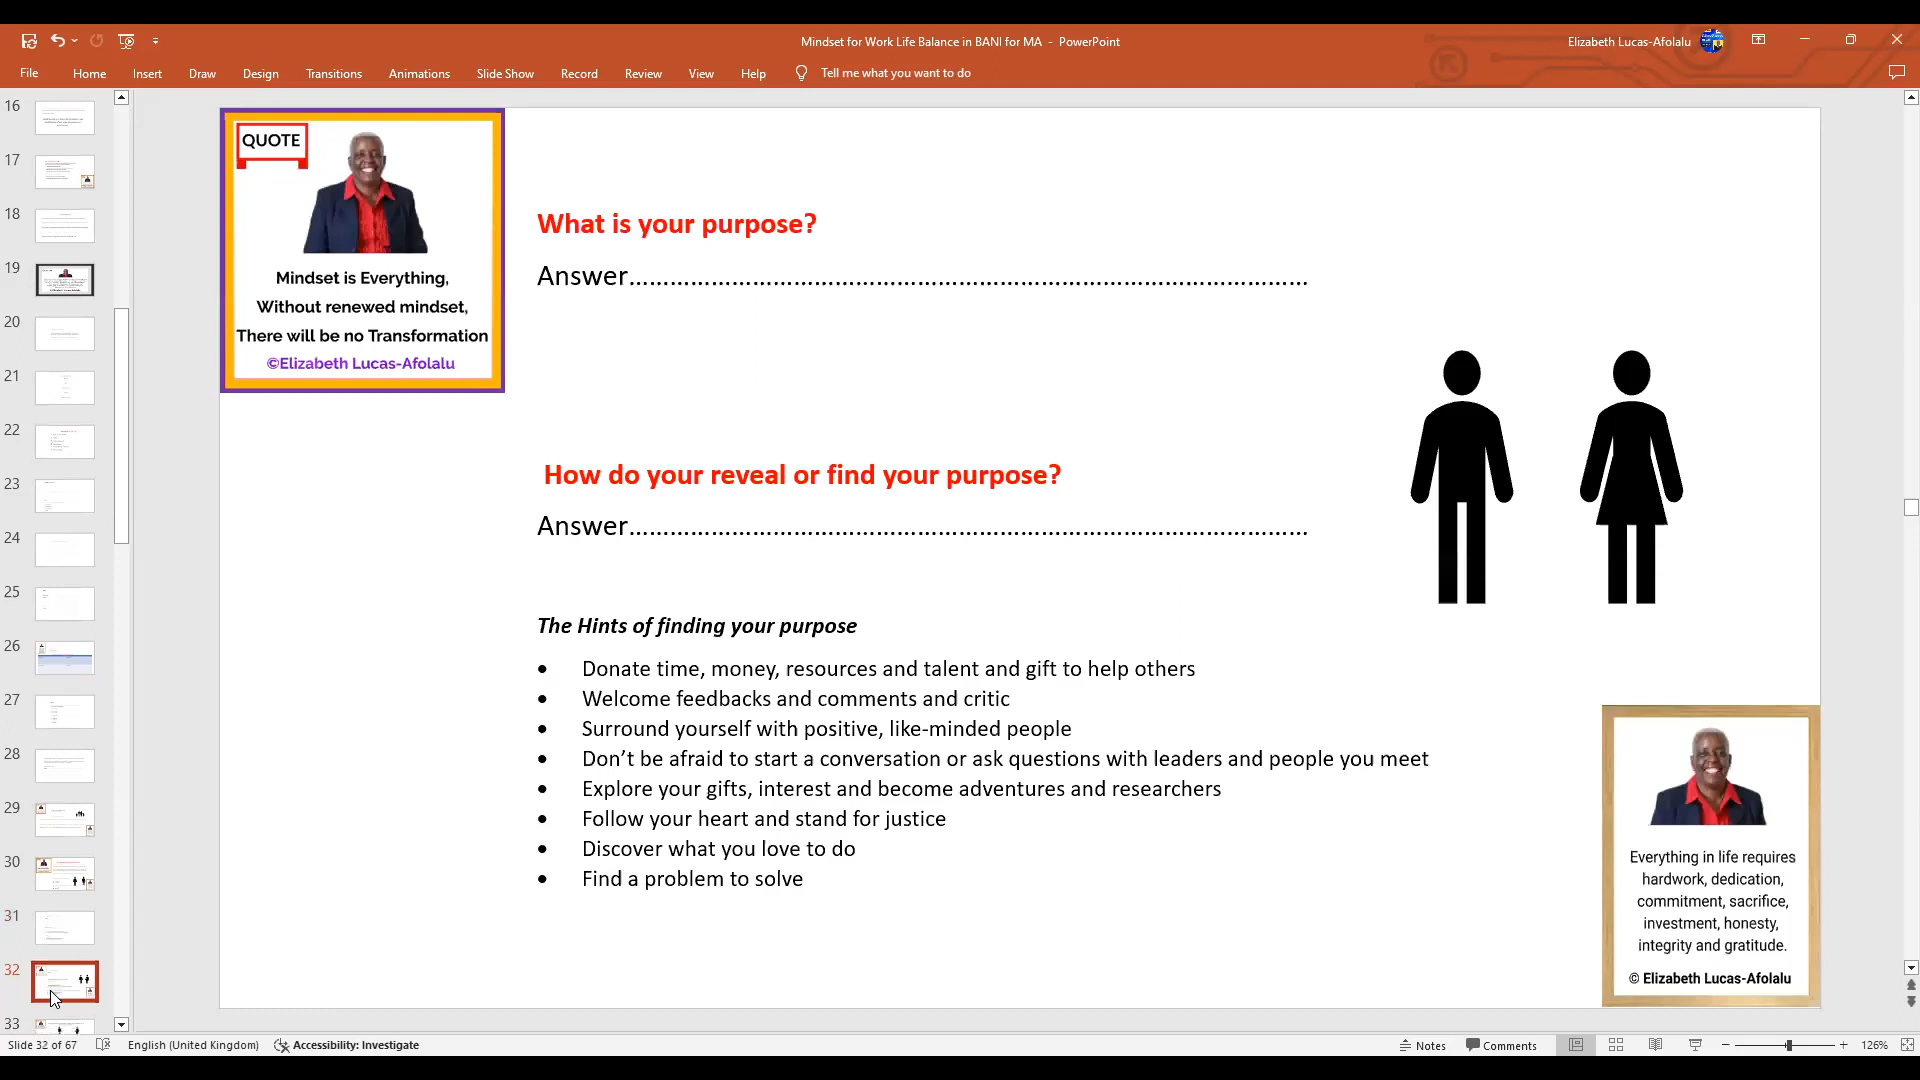 Mindset for Work Life Balance in BANI for MA - PowerPoint
Elizabeth Lucas-Afolalu
File Home Insert Draw Design Transitions Animations Slide Show Record Review View Help Tell me what you want to do
16
17
18
19
20
21
22
23
24
25
26
27
28
29
30
31
32
33
QUOTE
Mindset is Everything,
Without renewed mindset,
There will be no Transformation
©Elizabeth Lucas-Afolalu
What is your purpose?
Answer……………………………………………………………………………………
How do your reveal or find your purpose?
Answer……………………………………………………………………………………
The Hints of finding your purpose
• Donate time, money, resources and talent and gift to help others
• Welcome feedbacks and comments and critic
• Surround yourself with positive, like-minded people
• Don’t be afraid to start a conversation or ask questions with leaders and people you meet
• Explore your gifts, interest and become adventures and researchers
• Follow your heart and stand for justice
• Discover what you love to do
• Find a problem to solve
Everything in life requires
hardwork, dedication,
commitment, sacrifice,
investment, honesty,
integrity and gratitude.
© Elizabeth Lucas-Afolalu
Slide 32 of 67 English (United Kingdom) Accessibility: Investigate Notes Comments 126%